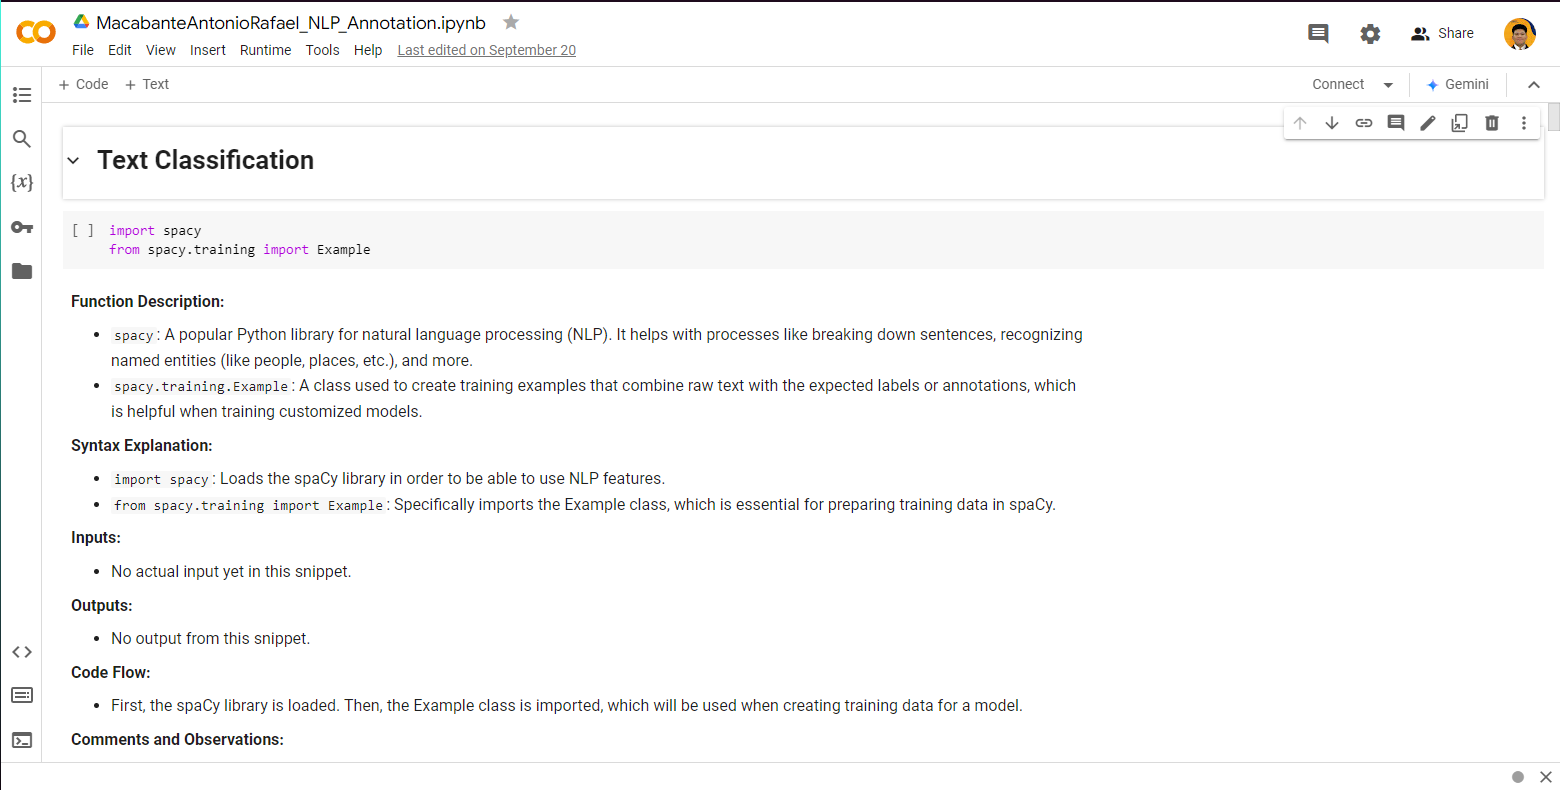 MacabanteAntonioRafael_NLP_Annotation.ipynb
File Edit View Insert Runtime Tools Help Last edited on September 20
Share
+ Code + Text
Connect
Gemini
Text Classification
[ ] import spacy
from spacy.training import Example
Function Description:
• spacy: A popular Python library for natural language processing (NLP). It helps with processes like breaking down sentences, recognizing
named entities (like people, places, etc.), and more.
• spacy.training.Example: A class used to create training examples that combine raw text with the expected labels or annotations, which
is helpful when training customized models.
Syntax Explanation:
• import spacy: Loads the spaCy library in order to be able to use NLP features.
• from spacy.training import Example: Specifically imports the Example class, which is essential for preparing training data in spaCy.
Inputs:
• No actual input yet in this snippet.
Outputs:
• No output from this snippet.
Code Flow:
• First, the spaCy library is loaded. Then, the Example class is imported, which will be used when creating training data for a model.
Comments and Observations: